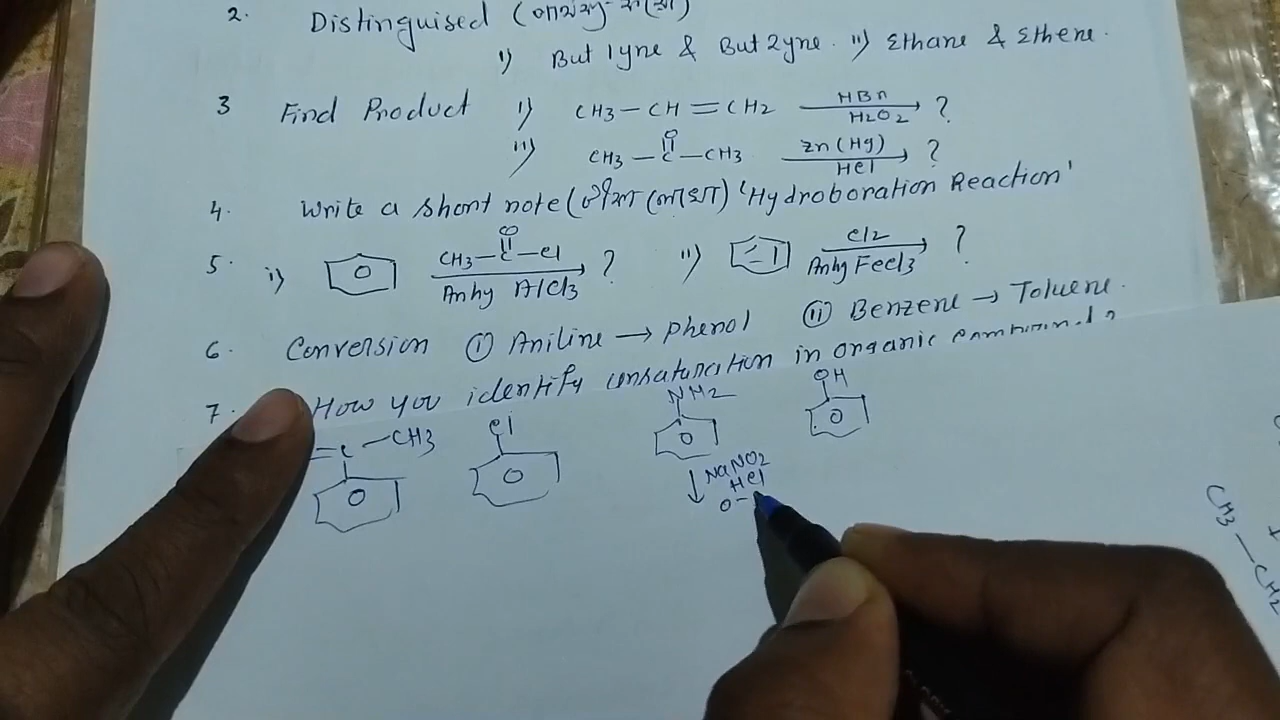 2. Distinguised
i) But 1yne & But 2yne. ii) Ethane & Ethene.
3 Find Product i) CH3-CH=CH2 HBr H2O2 ?
ii) CH3-C-CH3 O Zn(Hg) HCl ?
4. Write a short note ( 'Hydroboration Reaction'
5. i) CH3-C-Cl O Anhy AlCl3 ? ii) Cl2 Anhy FeCl3 ?
6. Conversion (i) Aniline → Phenol (ii) Benzene → Toluene.
7. How you identify unsaturation in organic
=C-CH3 Cl NH2 OH
↓ NaNO2
HCl
0-
CH3-CH2